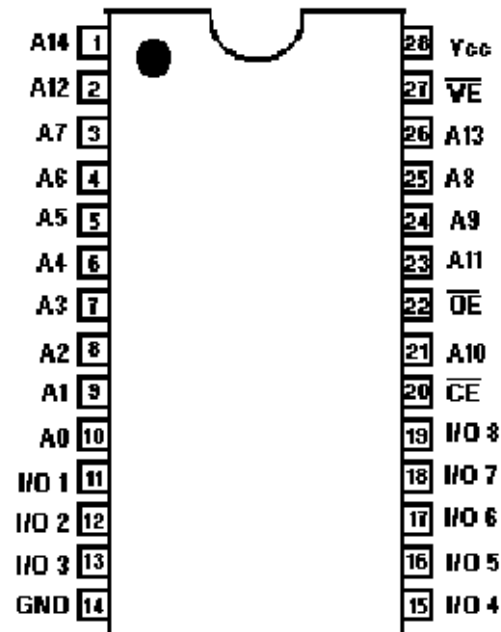 A14 1 28 Vcc
A12 2 27 WE
A7 3 26 A13
A6 4 25 A8
A5 5 24 A9
A4 6 23 A11
A3 7 22 OE
A2 8 21 A10
A1 9 20 CE
A0 10 19 I/O 8
I/O 1 11 18 I/O 7
I/O 2 12 17 I/O 6
I/O 3 13 16 I/O 5
GND 14 15 I/O 4